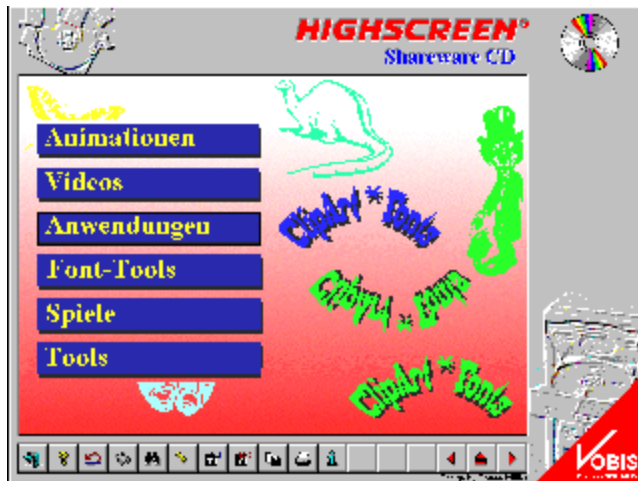 HIGHSCREEN®
Shareware CD
Animationen
Videos
Anwendungen
Font-Tools
Spiele
Tools
ClipArt * Fonts
ClipArt * Fonts
ClipArt * Fonts
VOBIS